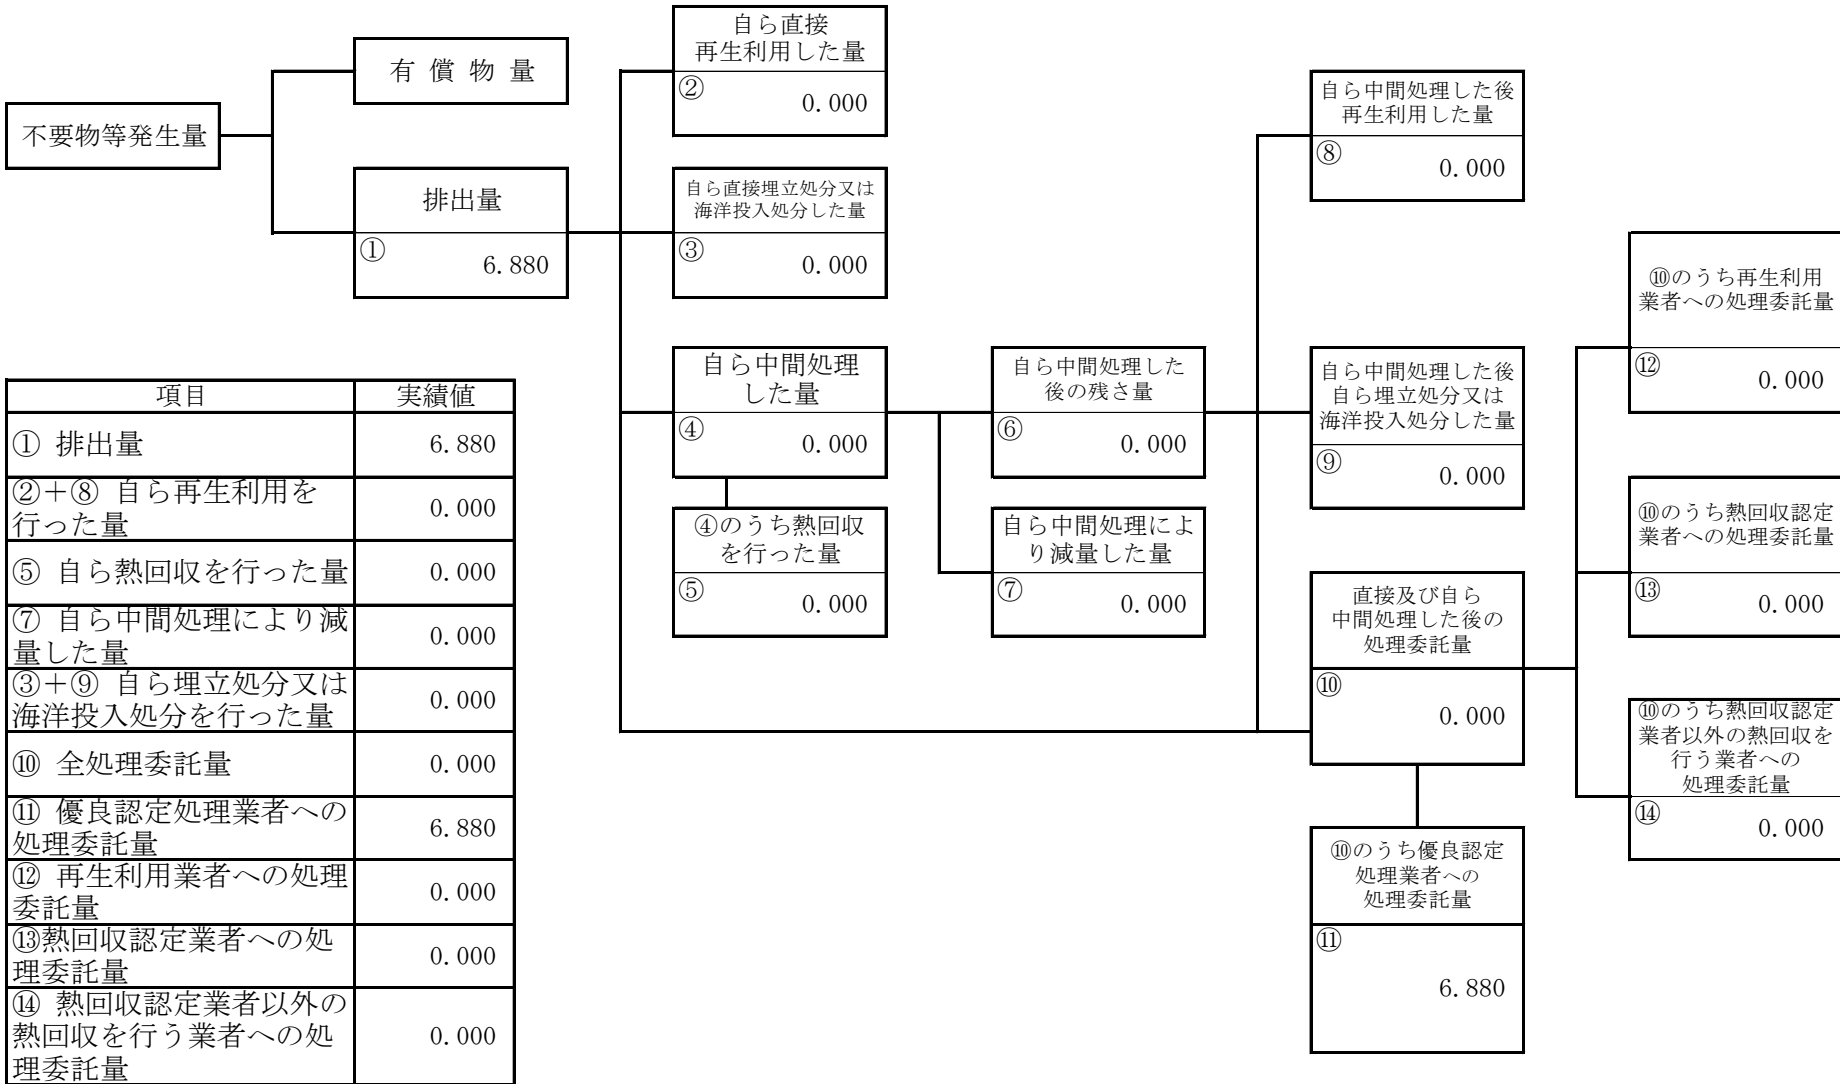 不要物等発生量
有 償 物 量
排出量
①
6.880
自ら直接
再生利用した量
②
0.000
自ら直接埋立処分又は
海洋投入処分した量
③
0.000
自ら中間処理
した量
④
0.000
④のうち熱回収
を行った量
⑤
0.000
自ら中間処理した
後の残さ量
⑥
0.000
自ら中間処理によ
り減量した量
⑦
0.000
自ら中間処理した後
再生利用した量
⑧
0.000
自ら中間処理した後
自ら埋立処分又は
海洋投入処分した量
⑨
0.000
直接及び自ら
中間処理した後の
処理委託量
⑩
0.000
⑩のうち優良認定
処理業者への
処理委託量
⑪
6.880
⑩のうち再生利用
業者への処理委託量
⑫
0.000
⑩のうち熱回収認定
業者への処理委託量
⑬
0.000
⑩のうち熱回収認定
業者以外の熱回収を
行う業者への
処理委託量
⑭
0.000
項目 実績値
① 排出量 6.880
②+⑧ 自ら再生利用を
行った量 0.000
⑤ 自ら熱回収を行った量 0.000
⑦ 自ら中間処理により減
量した量 0.000
③+⑨ 自ら埋立処分又は
海洋投入処分を行った量 0.000
⑩ 全処理委託量 0.000
⑪ 優良認定処理業者への
処理委託量 6.880
⑫ 再生利用業者への処理
委託量 0.000
⑬熱回収認定業者への処
理委託量 0.000
⑭ 熱回収認定業者以外の
熱回収を行う業者への処
理委託量 0.000